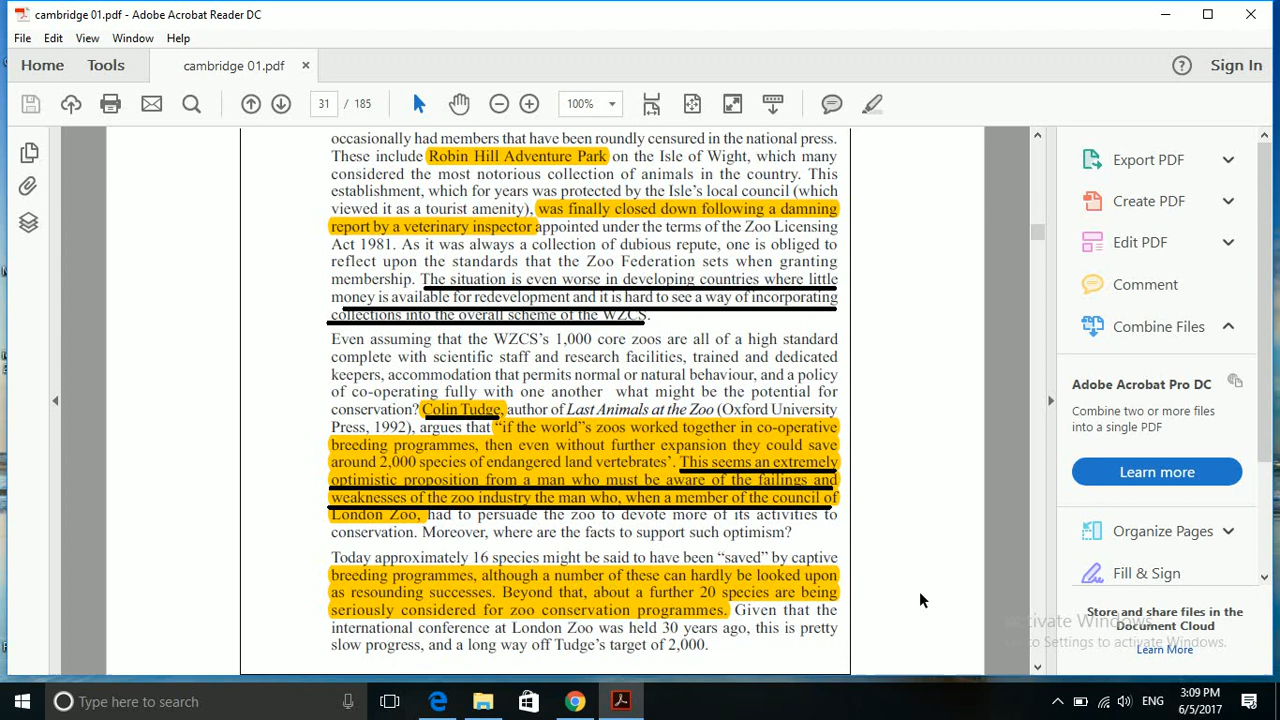 cambridge 01.pdf - Adobe Acrobat Reader DC
File Edit View Window Help
Home Tools cambridge 01.pdf × ? Sign In
31 / 185 100%
occasionally had members that have been roundly censured in the national press.
These include Robin Hill Adventure Park on the Isle of Wight, which many
considered the most notorious collection of animals in the country. This
establishment, which for years was protected by the Isle's local council (which
viewed it as a tourist amenity), was finally closed down following a damning
report by a veterinary inspector appointed under the terms of the Zoo Licensing
Act 1981. As it was always a collection of dubious repute, one is obliged to
reflect upon the standards that the Zoo Federation sets when granting
membership. The situation is even worse in developing countries where little
money is available for redevelopment and it is hard to see a way of incorporating
collections into the overall scheme of the WZCS.
Even assuming that the WZCS's 1,000 core zoos are all of a high standard
complete with scientific staff and research facilities, trained and dedicated
keepers, accommodation that permits normal or natural behaviour, and a policy
of co-operating fully with one another what might be the potential for
conservation? Colin Tudge, author of Last Animals at the Zoo (Oxford University
Press, 1992), argues that "if the world"s zoos worked together in co-operative
breeding programmes, then even without further expansion they could save
around 2,000 species of endangered land vertebrates'. This seems an extremely
optimistic proposition from a man who must be aware of the failings and
weaknesses of the zoo industry the man who, when a member of the council of
London Zoo, had to persuade the zoo to devote more of its activities to
conservation. Moreover, where are the facts to support such optimism?
Today approximately 16 species might be said to have been "saved" by captive
breeding programmes, although a number of these can hardly be looked upon
as resounding successes. Beyond that, about a further 20 species are being
seriously considered for zoo conservation programmes. Given that the
international conference at London Zoo was held 30 years ago, this is pretty
slow progress, and a long way off Tudge's target of 2,000.
Export PDF
Create PDF
Edit PDF
Comment
Combine Files
Adobe Acrobat Pro DC
Combine two or more files
into a single PDF
Learn more
Organize Pages
Fill & Sign
Store and share files in the
Document Cloud
Learn More
Activate Windows
Go to Settings to activate Windows.
Type here to search
ENG
3:09 PM
6/5/2017